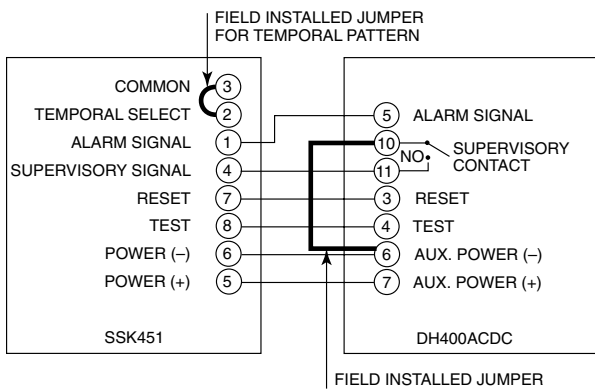 FIELD INSTALLED JUMPER
FOR TEMPORAL PATTERN
COMMON 3
TEMPORAL SELECT 2
ALARM SIGNAL 1
SUPERVISORY SIGNAL 4
RESET 7
TEST 8
POWER (–) 6
POWER (+) 5
SSK451
5 ALARM SIGNAL
10
NO
11
SUPERVISORY
CONTACT
3 RESET
4 TEST
6 AUX. POWER (–)
7 AUX. POWER (+)
DH400ACDC
FIELD INSTALLED JUMPER